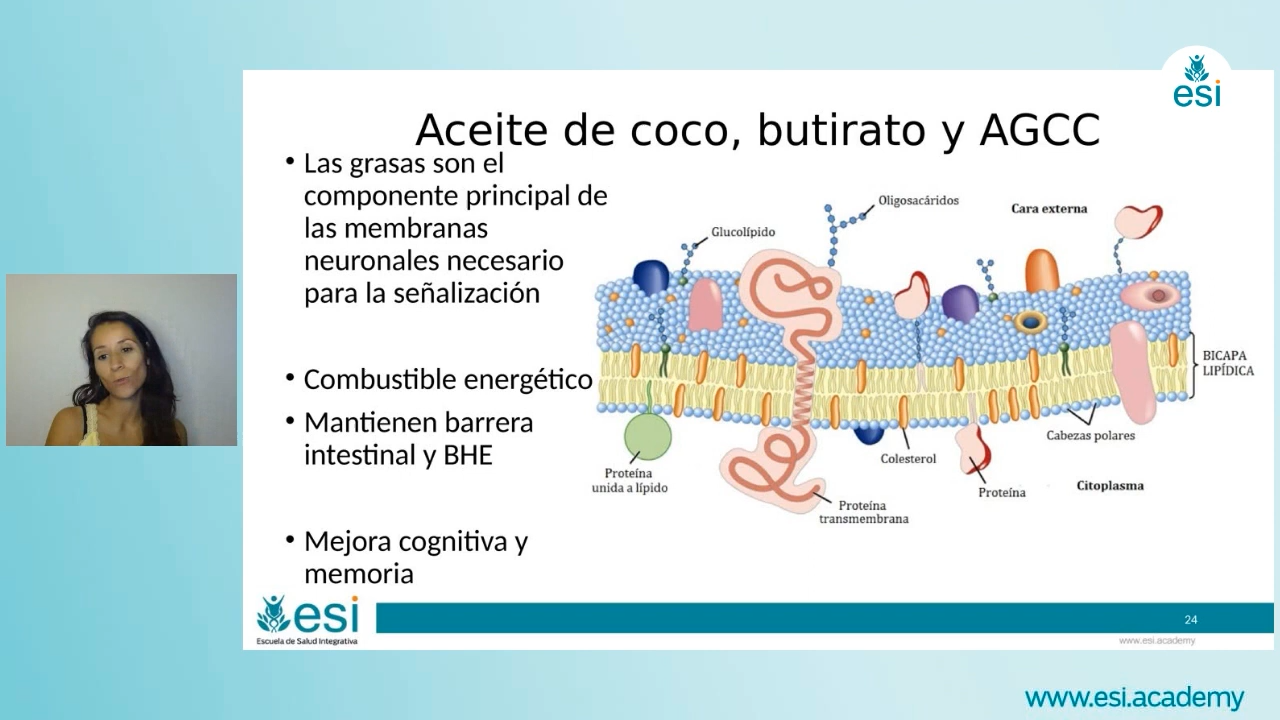 esi
Aceite de coco, butirato y AGCC
• Las grasas son el
componente principal de
las membranas
neuronales necesario
para la señalización
• Combustible energético
• Mantienen barrera
intestinal y BHE
• Mejora cognitiva y
memoria
Oligosacáridos
Cara externa
Glucolípido
BICAPA
LIPÍDICA
Cabezas polares
Colesterol
Proteína
unida a lípido
Citoplasma
Proteína
Proteína
transmembrana
esi
Escuela de Salud Integrativa
24
www.esi.academy
www.esi.academy